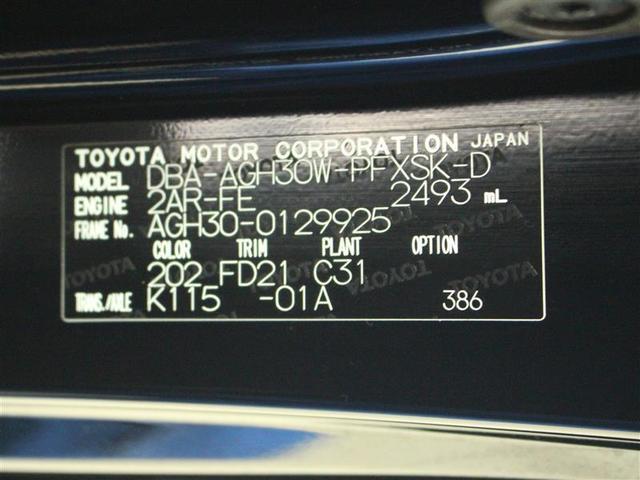 TOYOTA MOTOR CORPORATION JAPAN
MODEL DBA-AGH30W-PFXSK-D
ENGINE 2AR-FE 2493 mL
FRAME No. AGH30-0129925
COLOR TRIM PLANT OPTION
202 FD21 C31
TRANS./AXLE K115 -01A 386